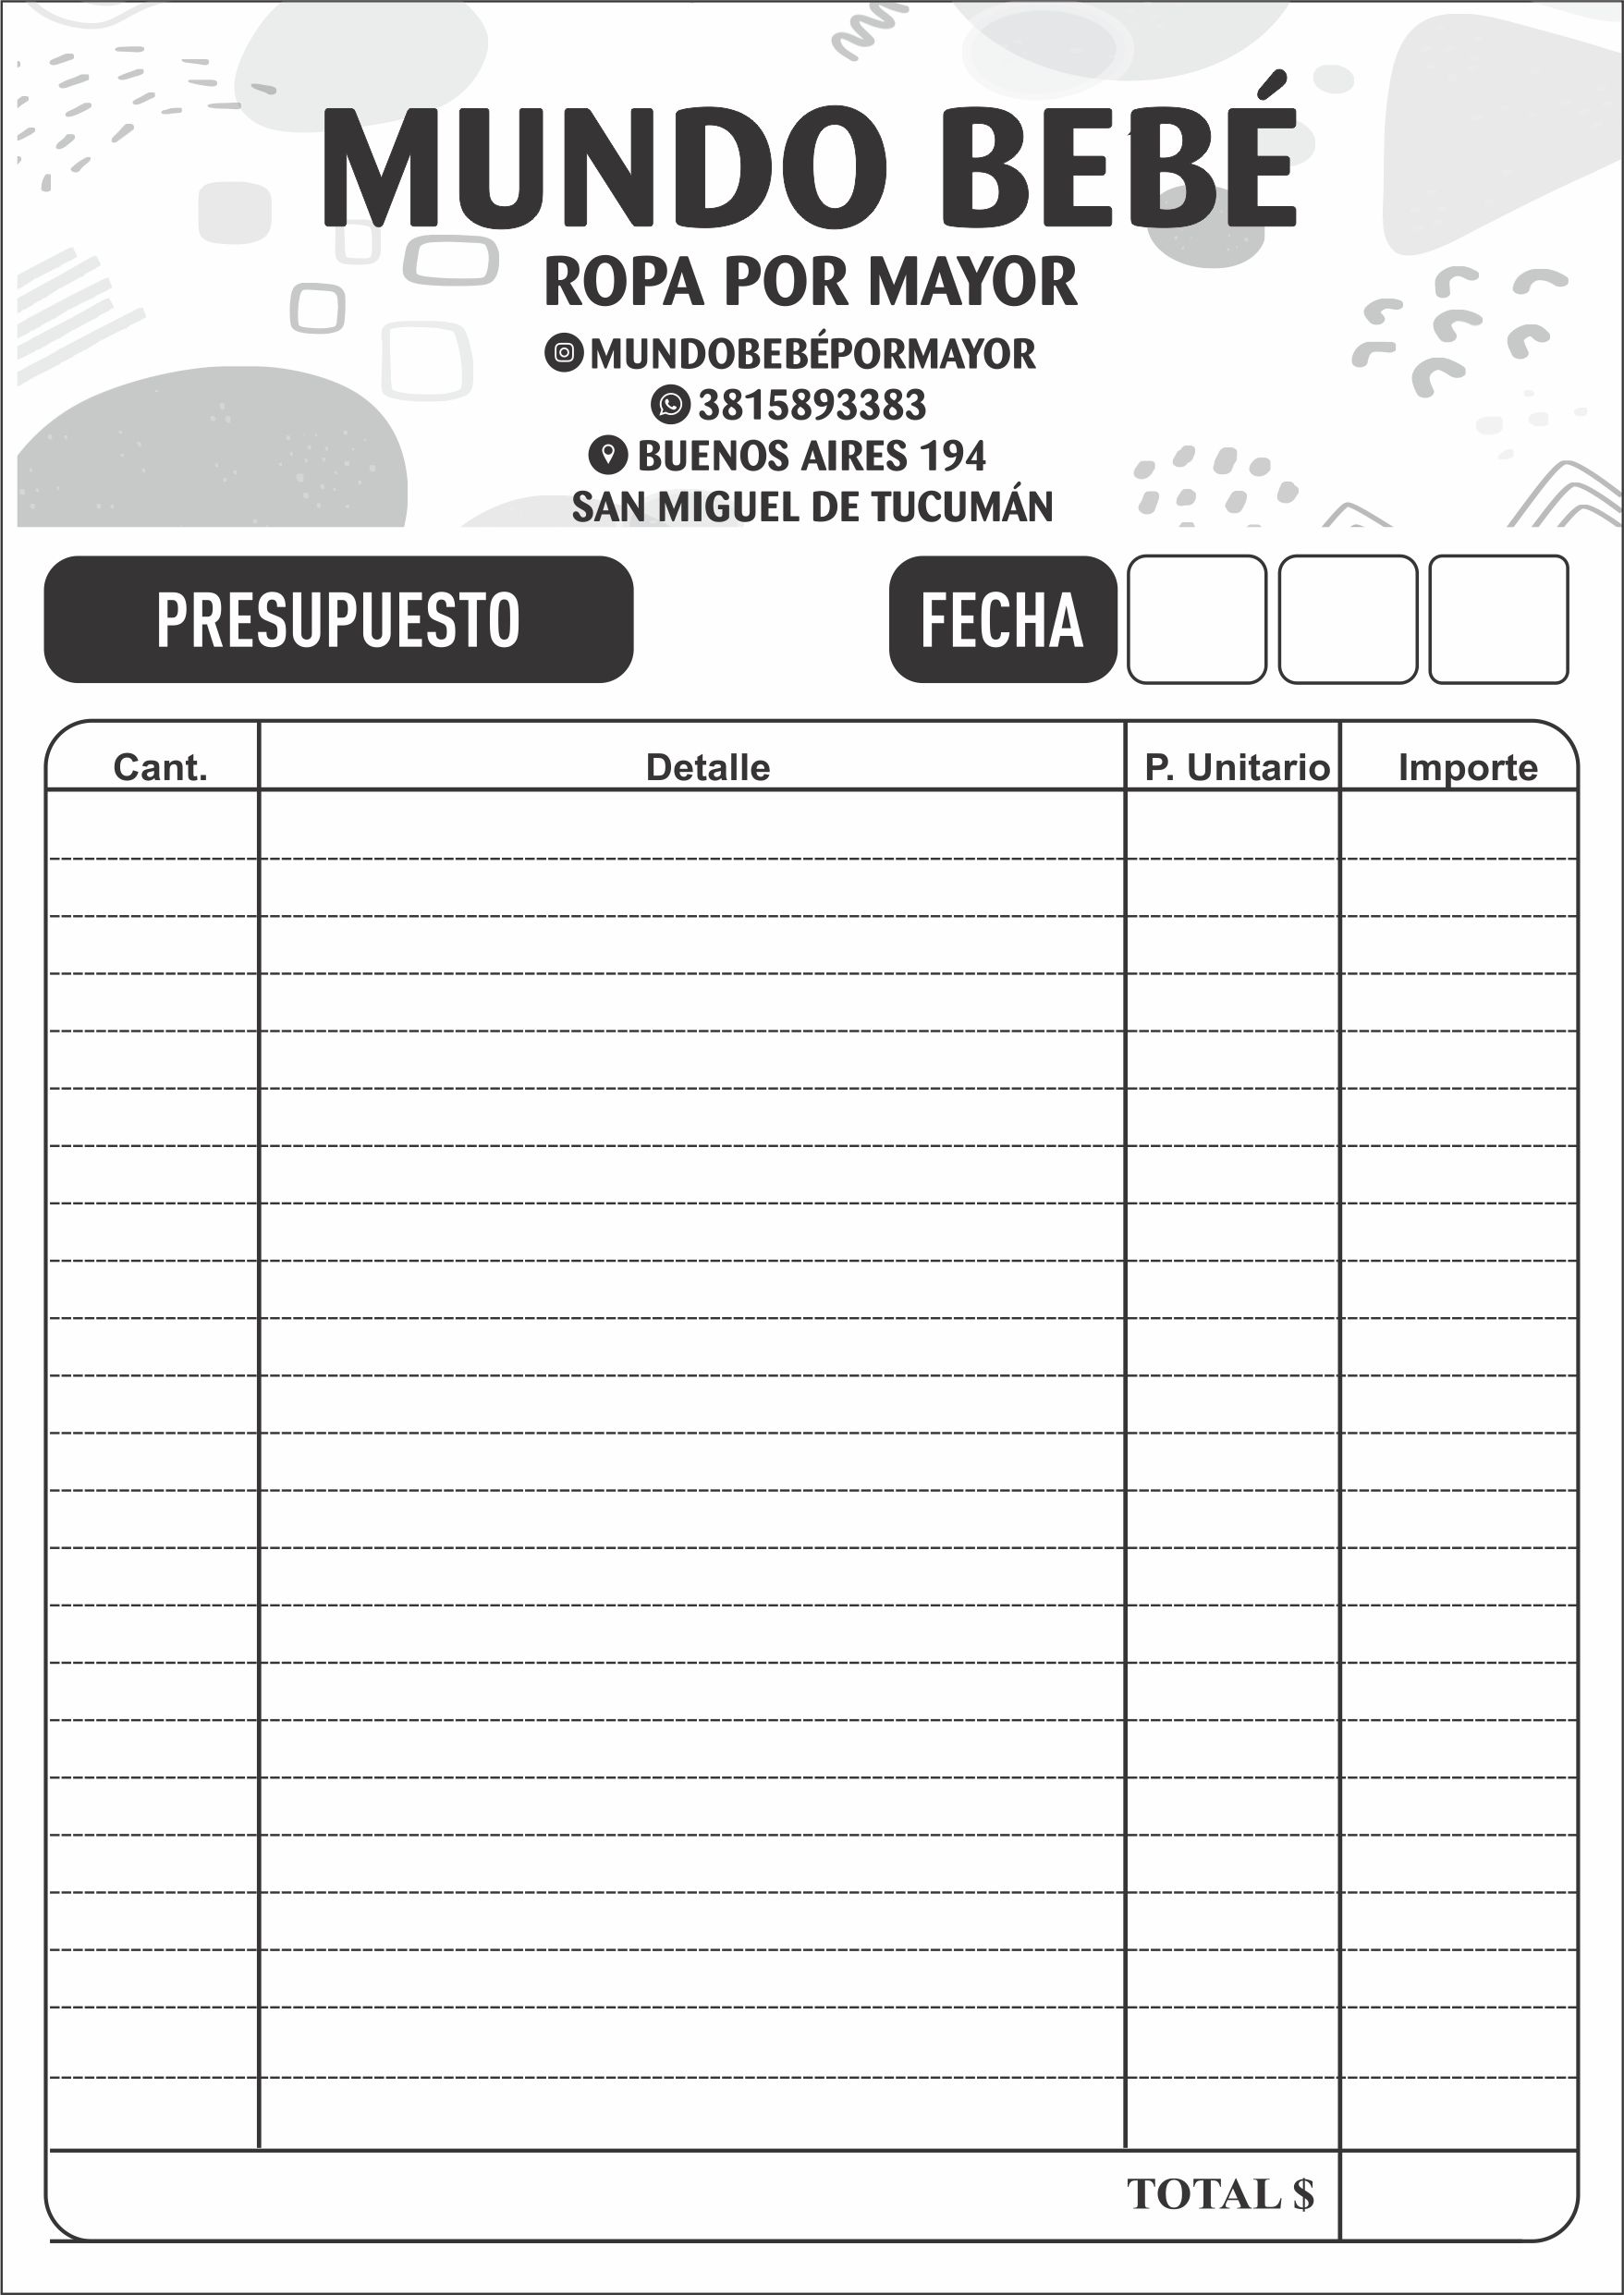 MUNDO BEBÉ
ROPA POR MAYOR
MUNDOBEBÉPORMAYOR
3815893383
BUENOS AIRES 194
SAN MIGUEL DE TUCUMÁN
PRESUPUESTO FECHA
Cant. Detalle P. Unitario Importe
TOTAL $